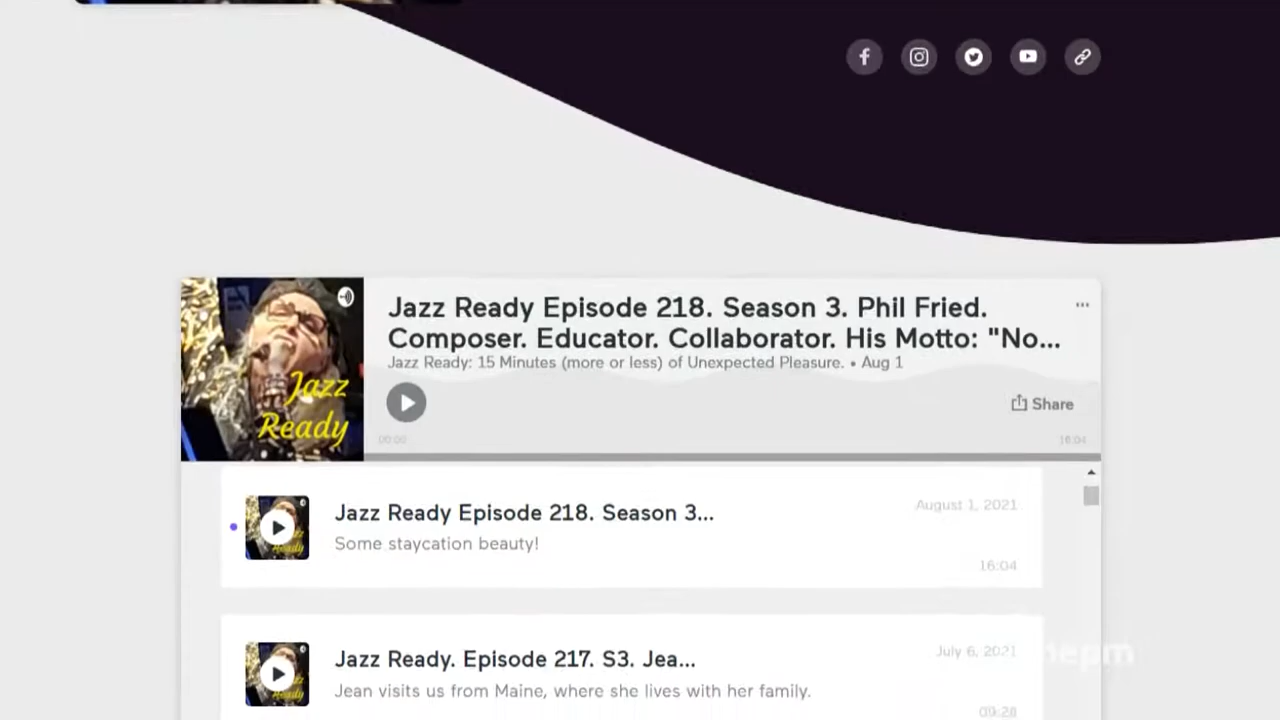 Jazz Ready Episode 218. Season 3. Phil Fried.
Composer. Educator. Collaborator. His Motto: "No...
Jazz Ready: 15 Minutes (more or less) of Unexpected Pleasure. • Aug 1
Share
00:00
16:04
Jazz
Ready
Jazz Ready Episode 218. Season 3...
August 1, 2021
Some staycation beauty!
16:04
Jazz Ready. Episode 217. S3. Jea...
July 6, 2021
Jean visits us from Maine, where she lives with her family.
09:28
nepm